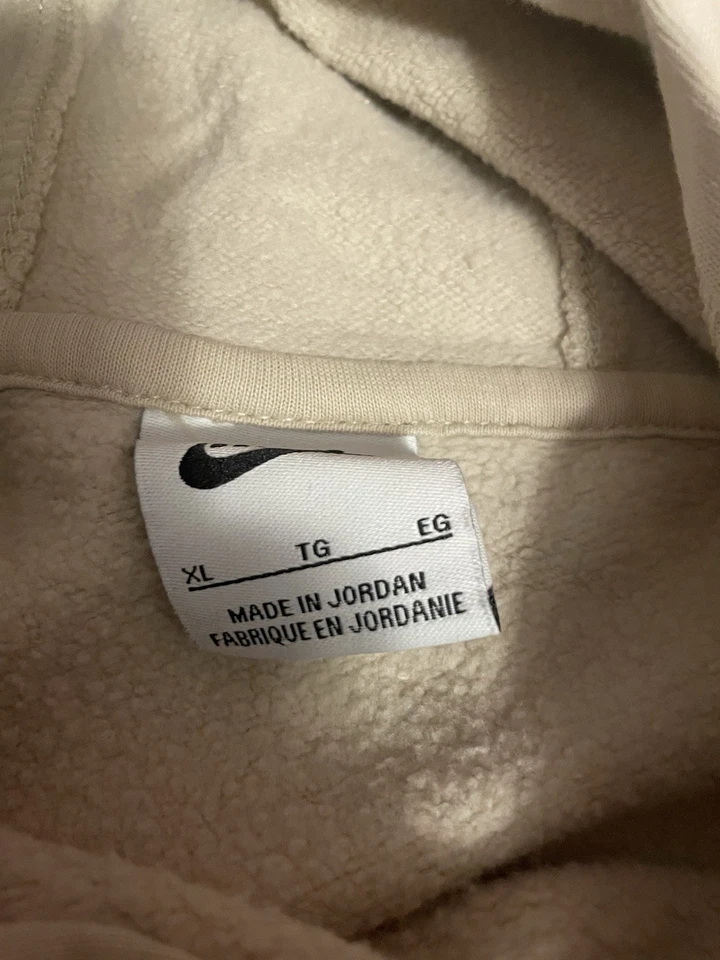 XL TG EG
MADE IN JORDAN
FABRIQUE EN JORDANIE